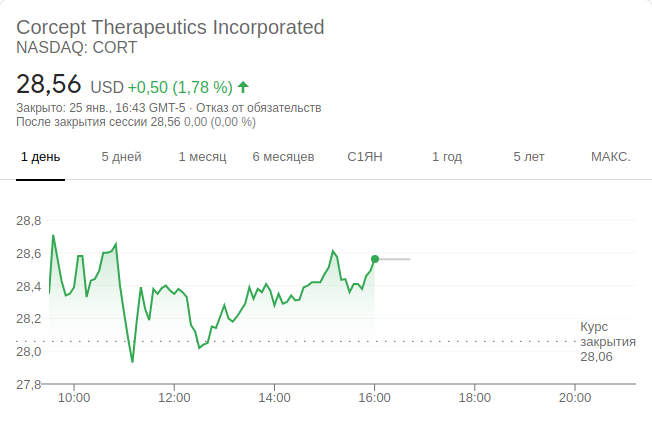 Corcept Therapeutics Incorporated
NASDAQ: CORT
28,56 USD +0,50 (1,78 %)
Закрыто: 25 янв., 16:43 GMT-5 · Отказ от обязательств
После закрытия сессии 28,56 0,00 (0,00 %)
1 день 5 дней 1 месяц 6 месяцев С1ЯН 1 год 5 лет МАКС.
28,8
28,6
28,4
28,2
Курс
28,0 закрытия
28,06
27,8
10:00 12:00 14:00 16:00 18:00 20:00